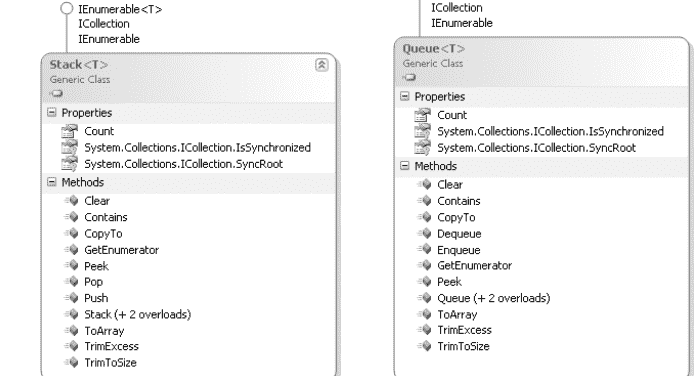 IEnumerable<T>
ICollection
IEnumerable
Stack<T>
Generic Class
Properties
Count
System.Collections.ICollection.IsSynchronized
System.Collections.ICollection.SyncRoot
Methods
Clear
Contains
CopyTo
GetEnumerator
Peek
Pop
Push
Stack (+ 2 overloads)
ToArray
TrimExcess
TrimToSize
ICollection
IEnumerable
Queue<T>
Generic Class
Properties
Count
System.Collections.ICollection.IsSynchronized
System.Collections.ICollection.SyncRoot
Methods
Clear
Contains
CopyTo
Dequeue
Enqueue
GetEnumerator
Peek
Queue (+ 2 overloads)
ToArray
TrimExcess
TrimToSize